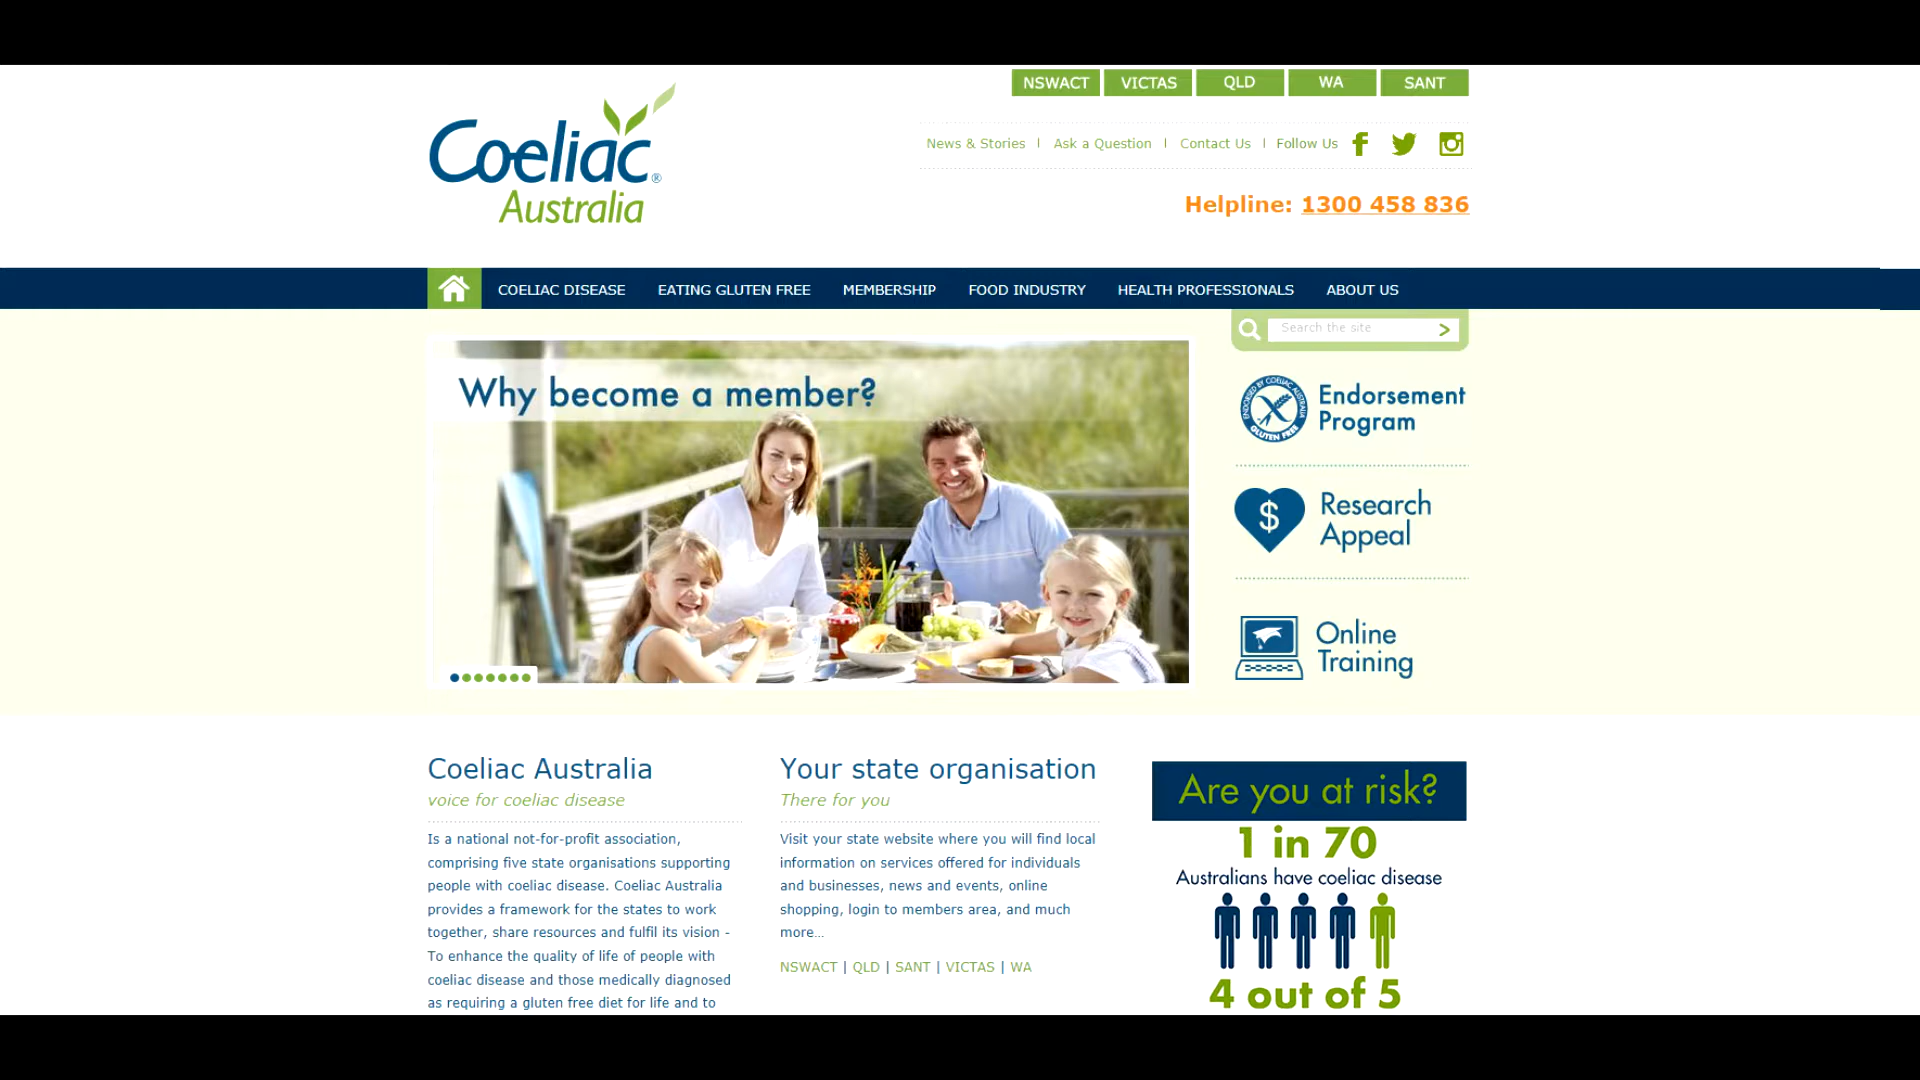 NSWACT VICTAS QLD WA SANT
Coeliac®
Australia
News & Stories | Ask a Question | Contact Us | Follow Us
Helpline: 1300 458 836
COELIAC DISEASE EATING GLUTEN FREE MEMBERSHIP FOOD INDUSTRY HEALTH PROFESSIONALS ABOUT US
Search the site >
Why become a member?
ENDORSED BY COELIAC AUSTRALIA
GLUTEN FREE
Endorsement
Program
$
Research
Appeal
Online
Training
Coeliac Australia
voice for coeliac disease
Is a national not-for-profit association,
comprising five state organisations supporting
people with coeliac disease. Coeliac Australia
provides a framework for the states to work
together, share resources and fulfil its vision -
To enhance the quality of life of people with
coeliac disease and those medically diagnosed
as requiring a gluten free diet for life and to
Your state organisation
There for you
Visit your state website where you will find local
information on services offered for individuals
and businesses, news and events, online
shopping, login to members area, and much
more...
NSWACT | QLD | SANT | VICTAS | WA
Are you at risk?
1 in 70
Australians have coeliac disease
4 out of 5